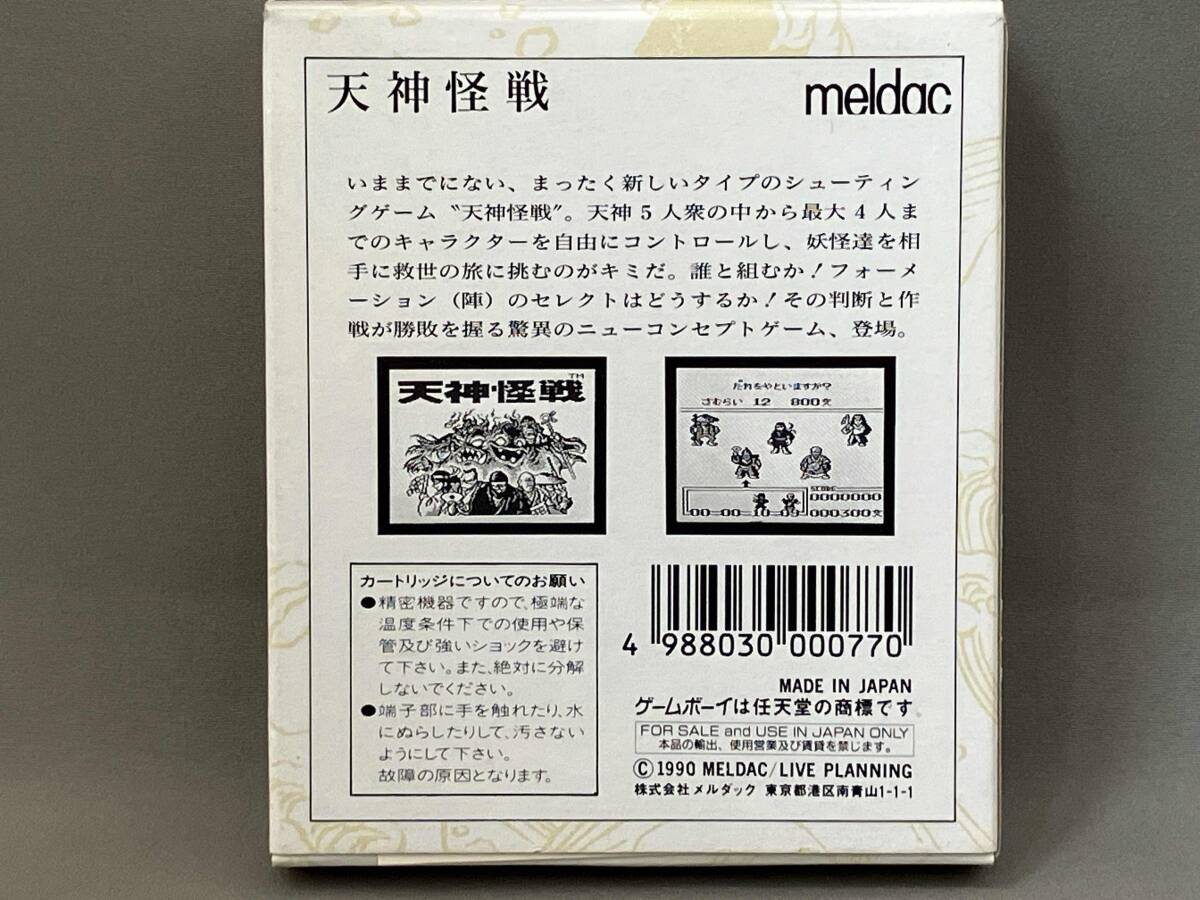 天神怪戦
meldac
いままでにない、まったく新しいタイプのシューティン
グゲーム〝天神怪戦〟。天神5人衆の中から最大4人ま
でのキャラクターを自由にコントロールし、妖怪達を相
手に救世の旅に挑むのがキミだ。誰と組むか!フォーメ
ーション(陣)のセレクトはどうするか!その判断と作
戦が勝敗を握る驚異のニューコンセプトゲーム、登場。
天神怪戦 TM
だれをやといますか?
さむらい 12 800文
SCORE
0000000
00-00-10-09 000300文
カートリッジについてのお願い
●精密機器ですので、極端な
温度条件下での使用や保
管及び強いショックを避け
て下さい。また、絶対に分解
しないでください。
●端子部に手を触れたり、水
にぬらしたりして、汚さない
ようにして下さい。
故障の原因となります。
4 988030 000770
MADE IN JAPAN
ゲームボーイは任天堂の商標です
FOR SALE and USE IN JAPAN ONLY
本品の輸出、使用営業及び賃貸を禁じます。
© 1990 MELDAC/LIVE PLANNING
株式会社 メルダック 東京都港区南青山1-1-1